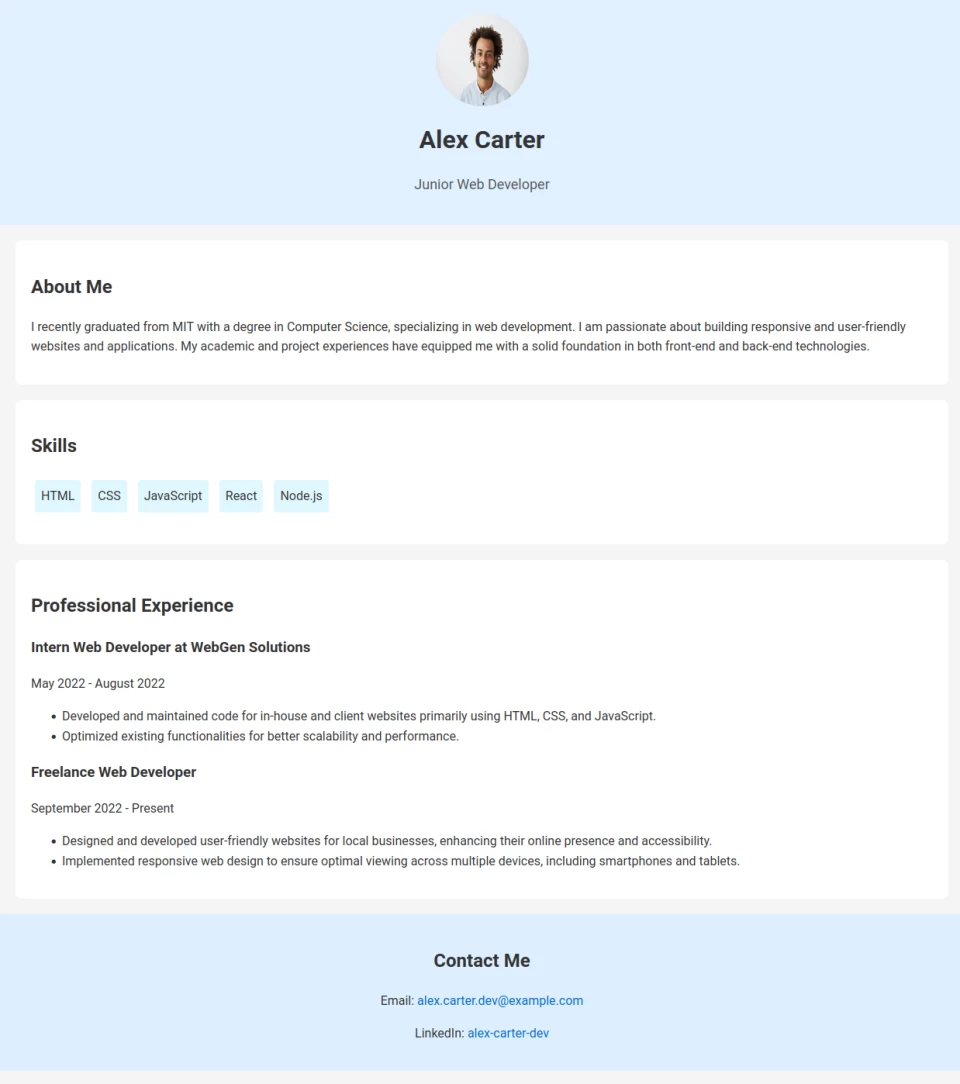 Alex Carter
Junior Web Developer
About Me
I recently graduated from MIT with a degree in Computer Science, specializing in web development. I am passionate about building responsive and user-friendly
websites and applications. My academic and project experiences have equipped me with a solid foundation in both front-end and back-end technologies.
Skills
HTML CSS JavaScript React Node.js
Professional Experience
Intern Web Developer at WebGen Solutions
May 2022 - August 2022
• Developed and maintained code for in-house and client websites primarily using HTML, CSS, and JavaScript.
• Optimized existing functionalities for better scalability and performance.
Freelance Web Developer
September 2022 - Present
• Designed and developed user-friendly websites for local businesses, enhancing their online presence and accessibility.
• Implemented responsive web design to ensure optimal viewing across multiple devices, including smartphones and tablets.
Contact Me
Email: alex.carter.dev@example.com
LinkedIn: alex-carter-dev